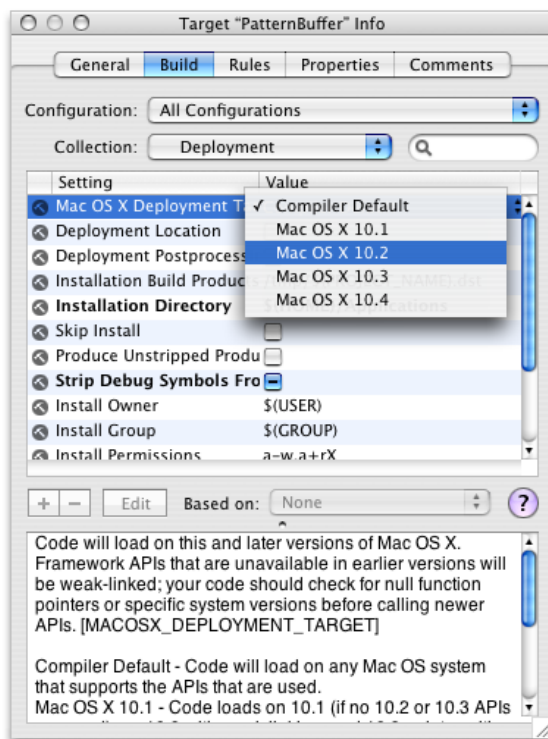 Target “PatternBuffer” Info
General Build Rules Properties Comments
Configuration: All Configurations
Collection: Deployment
Setting Value
Mac OS X Deployment T
✓ Compiler Default
Mac OS X 10.1
Mac OS X 10.2
Mac OS X 10.3
Mac OS X 10.4
Deployment Location
Deployment Postprocess
Installation Build Produc
Installation Directory
Skip Install
Produce Unstripped Produ
Strip Debug Symbols Fro
Install Owner $(USER)
Install Group $(GROUP)
Install Permissions a-w,a+rX
+ − Edit Based on: None ?
Code will load on this and later versions of Mac OS X.
Framework APIs that are unavailable in earlier versions will
be weak-linked; your code should check for null function
pointers or specific system versions before calling newer
APIs. [MACOSX_DEPLOYMENT_TARGET]
Compiler Default - Code will load on any Mac OS system
that supports the APIs that are used.
Mac OS X 10.1 - Code loads on 10.1 (if no 10.2 or 10.3 APIs